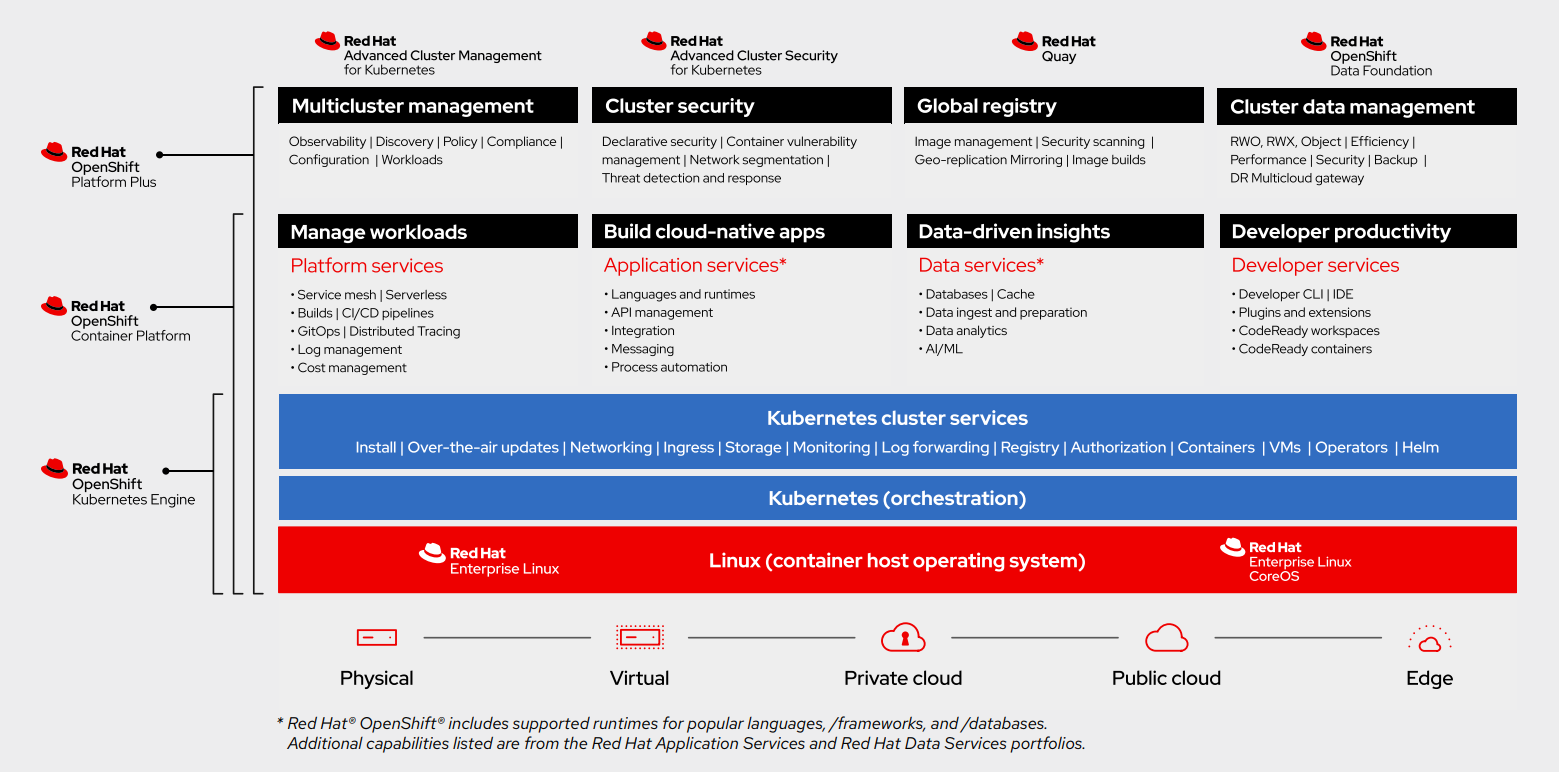 Red Hat
Advanced Cluster Management
for Kubernetes
Red Hat
Advanced Cluster Security
for Kubernetes
Red Hat
Quay
Red Hat
OpenShift
Data Foundation
Multicluster management
Observability | Discovery | Policy | Compliance |
Configuration | Workloads
Cluster security
Declarative security | Container vulnerability
management | Network segmentation |
Threat detection and response
Global registry
Image management | Security scanning |
Geo-replication Mirroring | Image builds
Cluster data management
RWO, RWX, Object | Efficiency |
Performance | Security | Backup |
DR Multicloud gateway
Red Hat
OpenShift
Platform Plus
Manage workloads
Platform services
• Service mesh | Serverless
• Builds | CI/CD pipelines
• GitOps | Distributed Tracing
• Log management
• Cost management
Build cloud-native apps
Application services*
• Languages and runtimes
• API management
• Integration
• Messaging
• Process automation
Data-driven insights
Data services*
• Databases | Cache
• Data ingest and preparation
• Data analytics
• AI/ML
Developer productivity
Developer services
• Developer CLI | IDE
• Plugins and extensions
• CodeReady workspaces
• CodeReady containers
Red Hat
OpenShift
Container Platform
Kubernetes cluster services
Install | Over-the-air updates | Networking | Ingress | Storage | Monitoring | Log forwarding | Registry | Authorization | Containers | VMs | Operators | Helm
Red Hat
OpenShift
Kubernetes Engine
Kubernetes (orchestration)
Red Hat
Enterprise Linux
Linux (container host operating system)
Red Hat
Enterprise Linux
CoreOS
Physical
Virtual
Private cloud
Public cloud
Edge
* Red Hat® OpenShift® includes supported runtimes for popular languages, /frameworks, and /databases.
Additional capabilities listed are from the Red Hat Application Services and Red Hat Data Services portfolios.